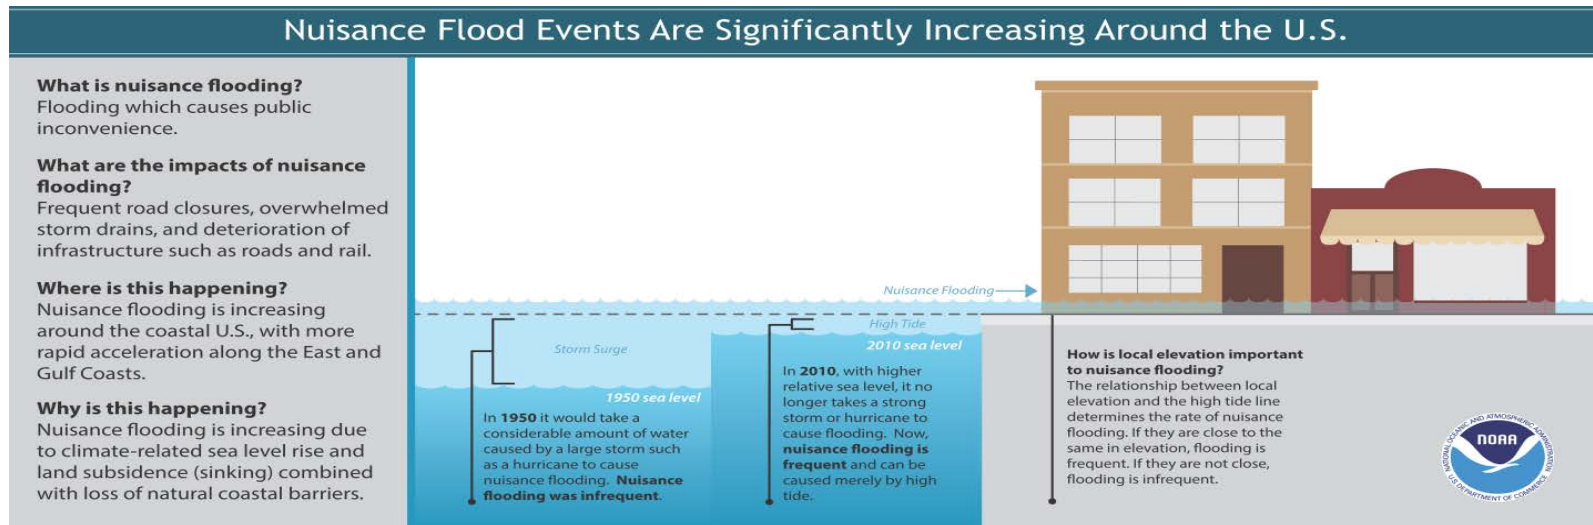 Nuisance Flood Events Are Significantly Increasing Around the U.S.
What is nuisance flooding?
Flooding which causes public
inconvenience.
What are the impacts of nuisance
flooding?
Frequent road closures, overwhelmed
storm drains, and deterioration of
infrastructure such as roads and rail.
Where is this happening?
Nuisance flooding is increasing
around the coastal U.S., with more
rapid acceleration along the East and
Gulf Coasts.
Why is this happening?
Nuisance flooding is increasing due
to climate-related sea level rise and
land subsidence (sinking) combined
with loss of natural coastal barriers.
Nuisance Flooding
Storm Surge
1950 sea level
In 1950 it would take a
considerable amount of water
caused by a large storm such
as a hurricane to cause
nuisance flooding. Nuisance
flooding was infrequent.
High Tide
2010 sea level
In 2010, with higher
relative sea level, it no
longer takes a strong
storm or hurricane to
cause flooding. Now,
nuisance flooding is
frequent and can be
caused merely by high
tide.
How is local elevation important
to nuisance flooding?
The relationship between local
elevation and the high tide line
determines the rate of nuisance
flooding. If they are close to the
same in elevation, flooding is
frequent. If they are not close,
flooding is infrequent.
NATIONAL OCEANIC AND ATMOSPHERIC ADMINISTRATION
NOAA
U.S. DEPARTMENT OF COMMERCE